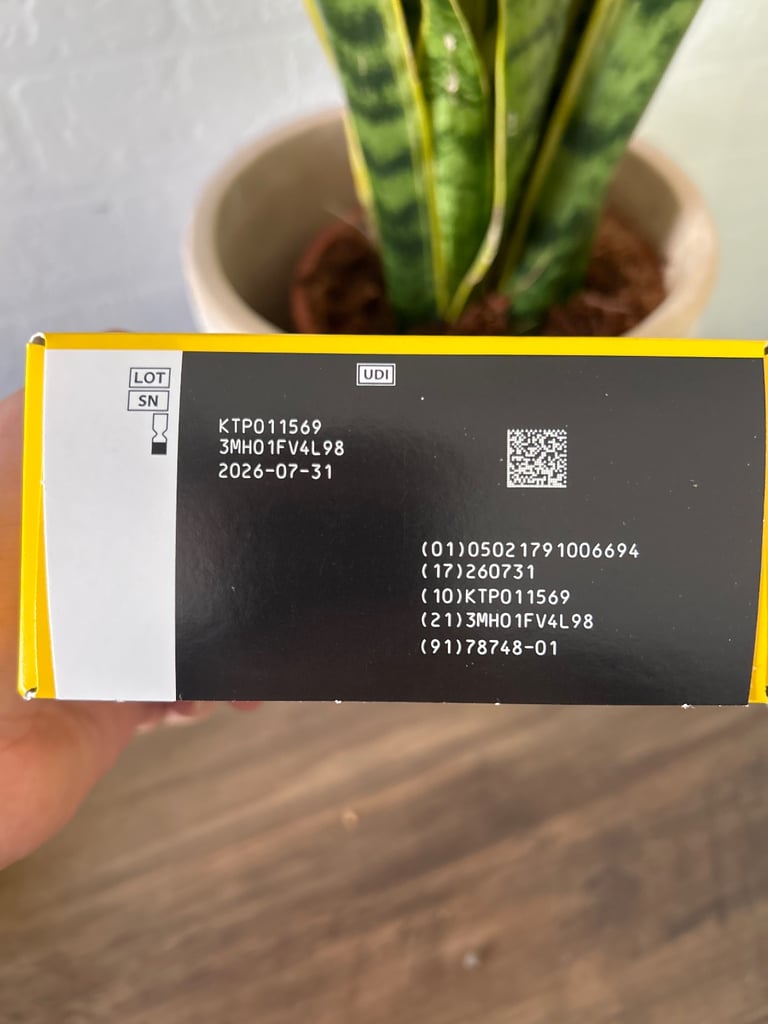 LOT
SN
UDI
KTP011569
3MH01FV4L98
2026-07-31
(01)05021791006694
(17)260731
(10)KTP011569
(21)3MH01FV4L98
(91)78748-01